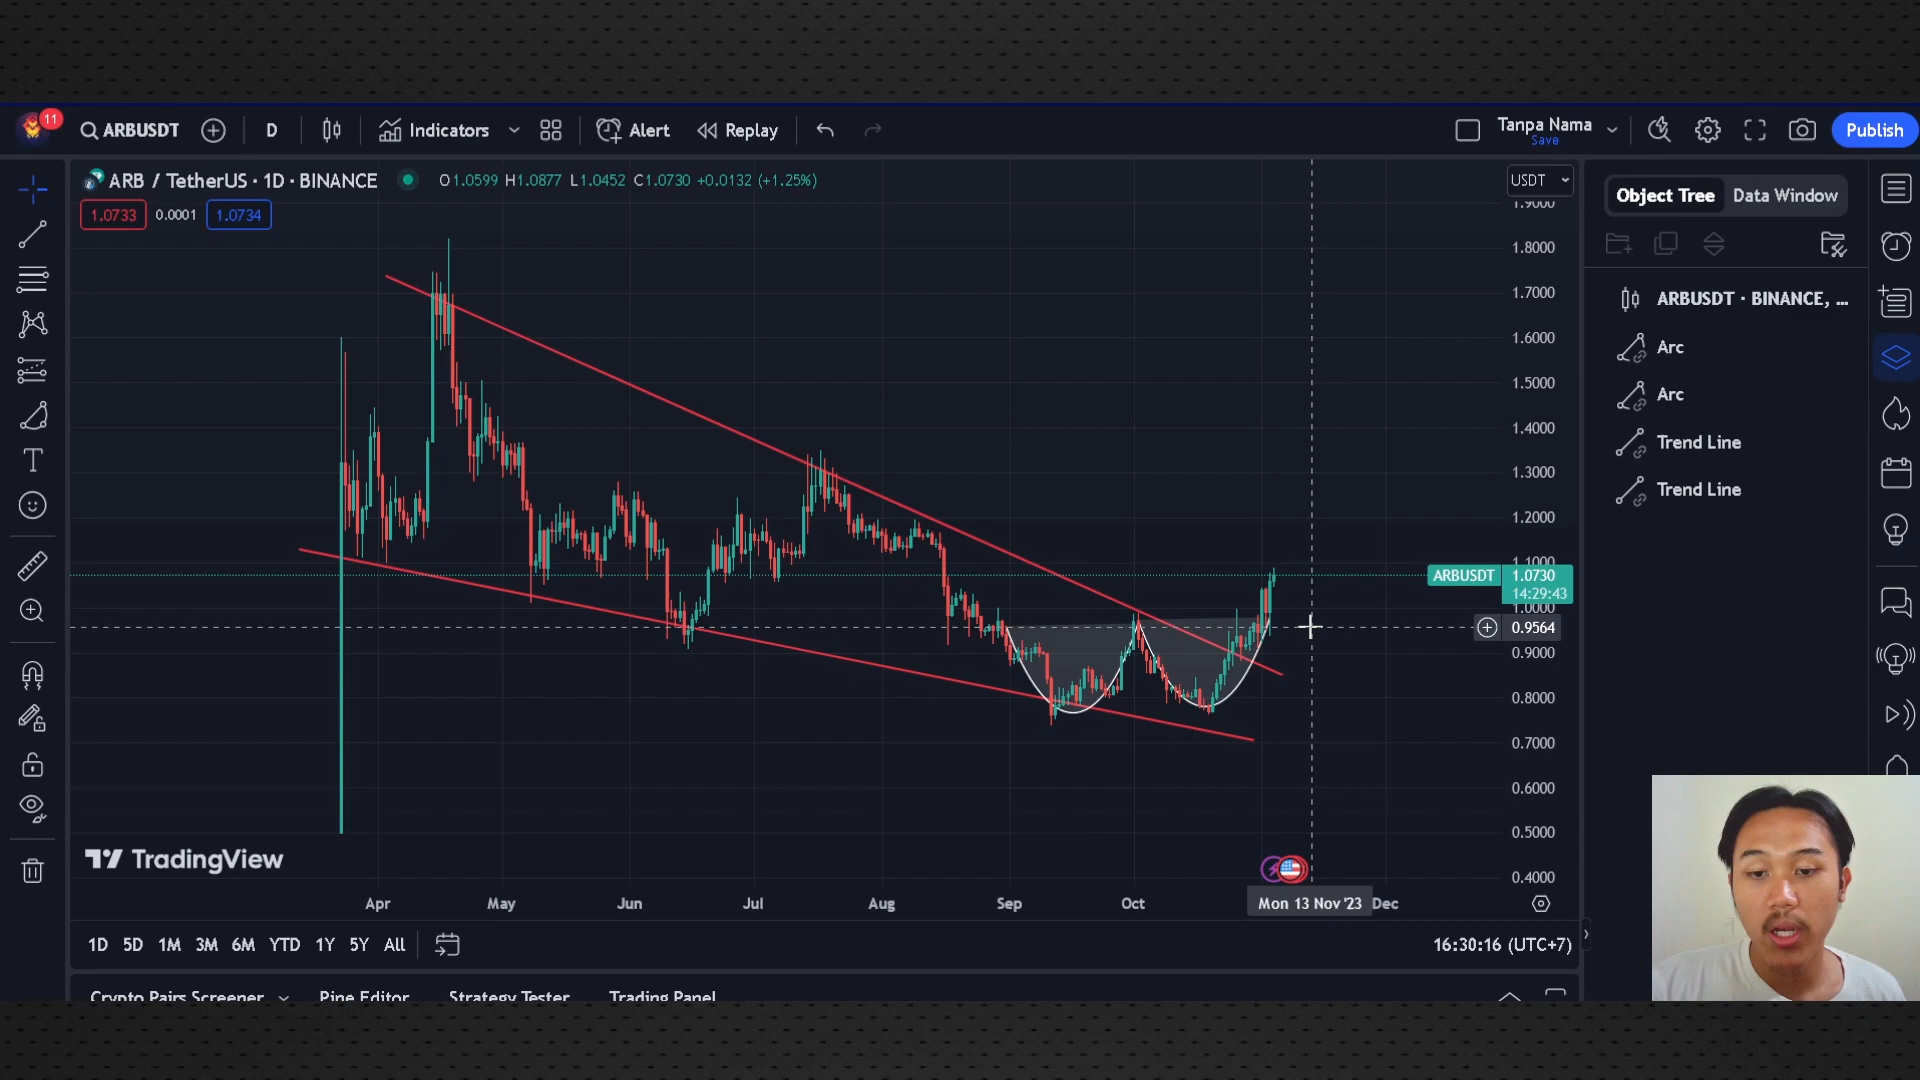 11
ARBUSDT
D
Indicators
Alert
Replay
Tanpa Nama
Save
Publish
ARB / TetherUS · 1D · BINANCE
O1.0599 H1.0877 L1.0452 C1.0730 +0.0132 (+1.25%)
1.0733
0.0001
1.0734
USDT
1.9000
1.8000
1.7000
1.6000
1.5000
1.4000
1.3000
1.2000
1.1000
ARBUSDT
1.0730
14:29:43
1.0000
0.9564
0.9000
0.8000
0.7000
0.6000
0.5000
0.4000
Object Tree
Data Window
ARBUSDT · BINANCE, ...
Arc
Arc
Trend Line
Trend Line
TradingView
Apr
May
Jun
Jul
Aug
Sep
Oct
Mon 13 Nov '23
Dec
1D 5D 1M 3M 6M YTD 1Y 5Y All
16:30:16 (UTC+7)
Crypto Pairs Screener
Pine Editor
Strategy Tester
Trading Panel